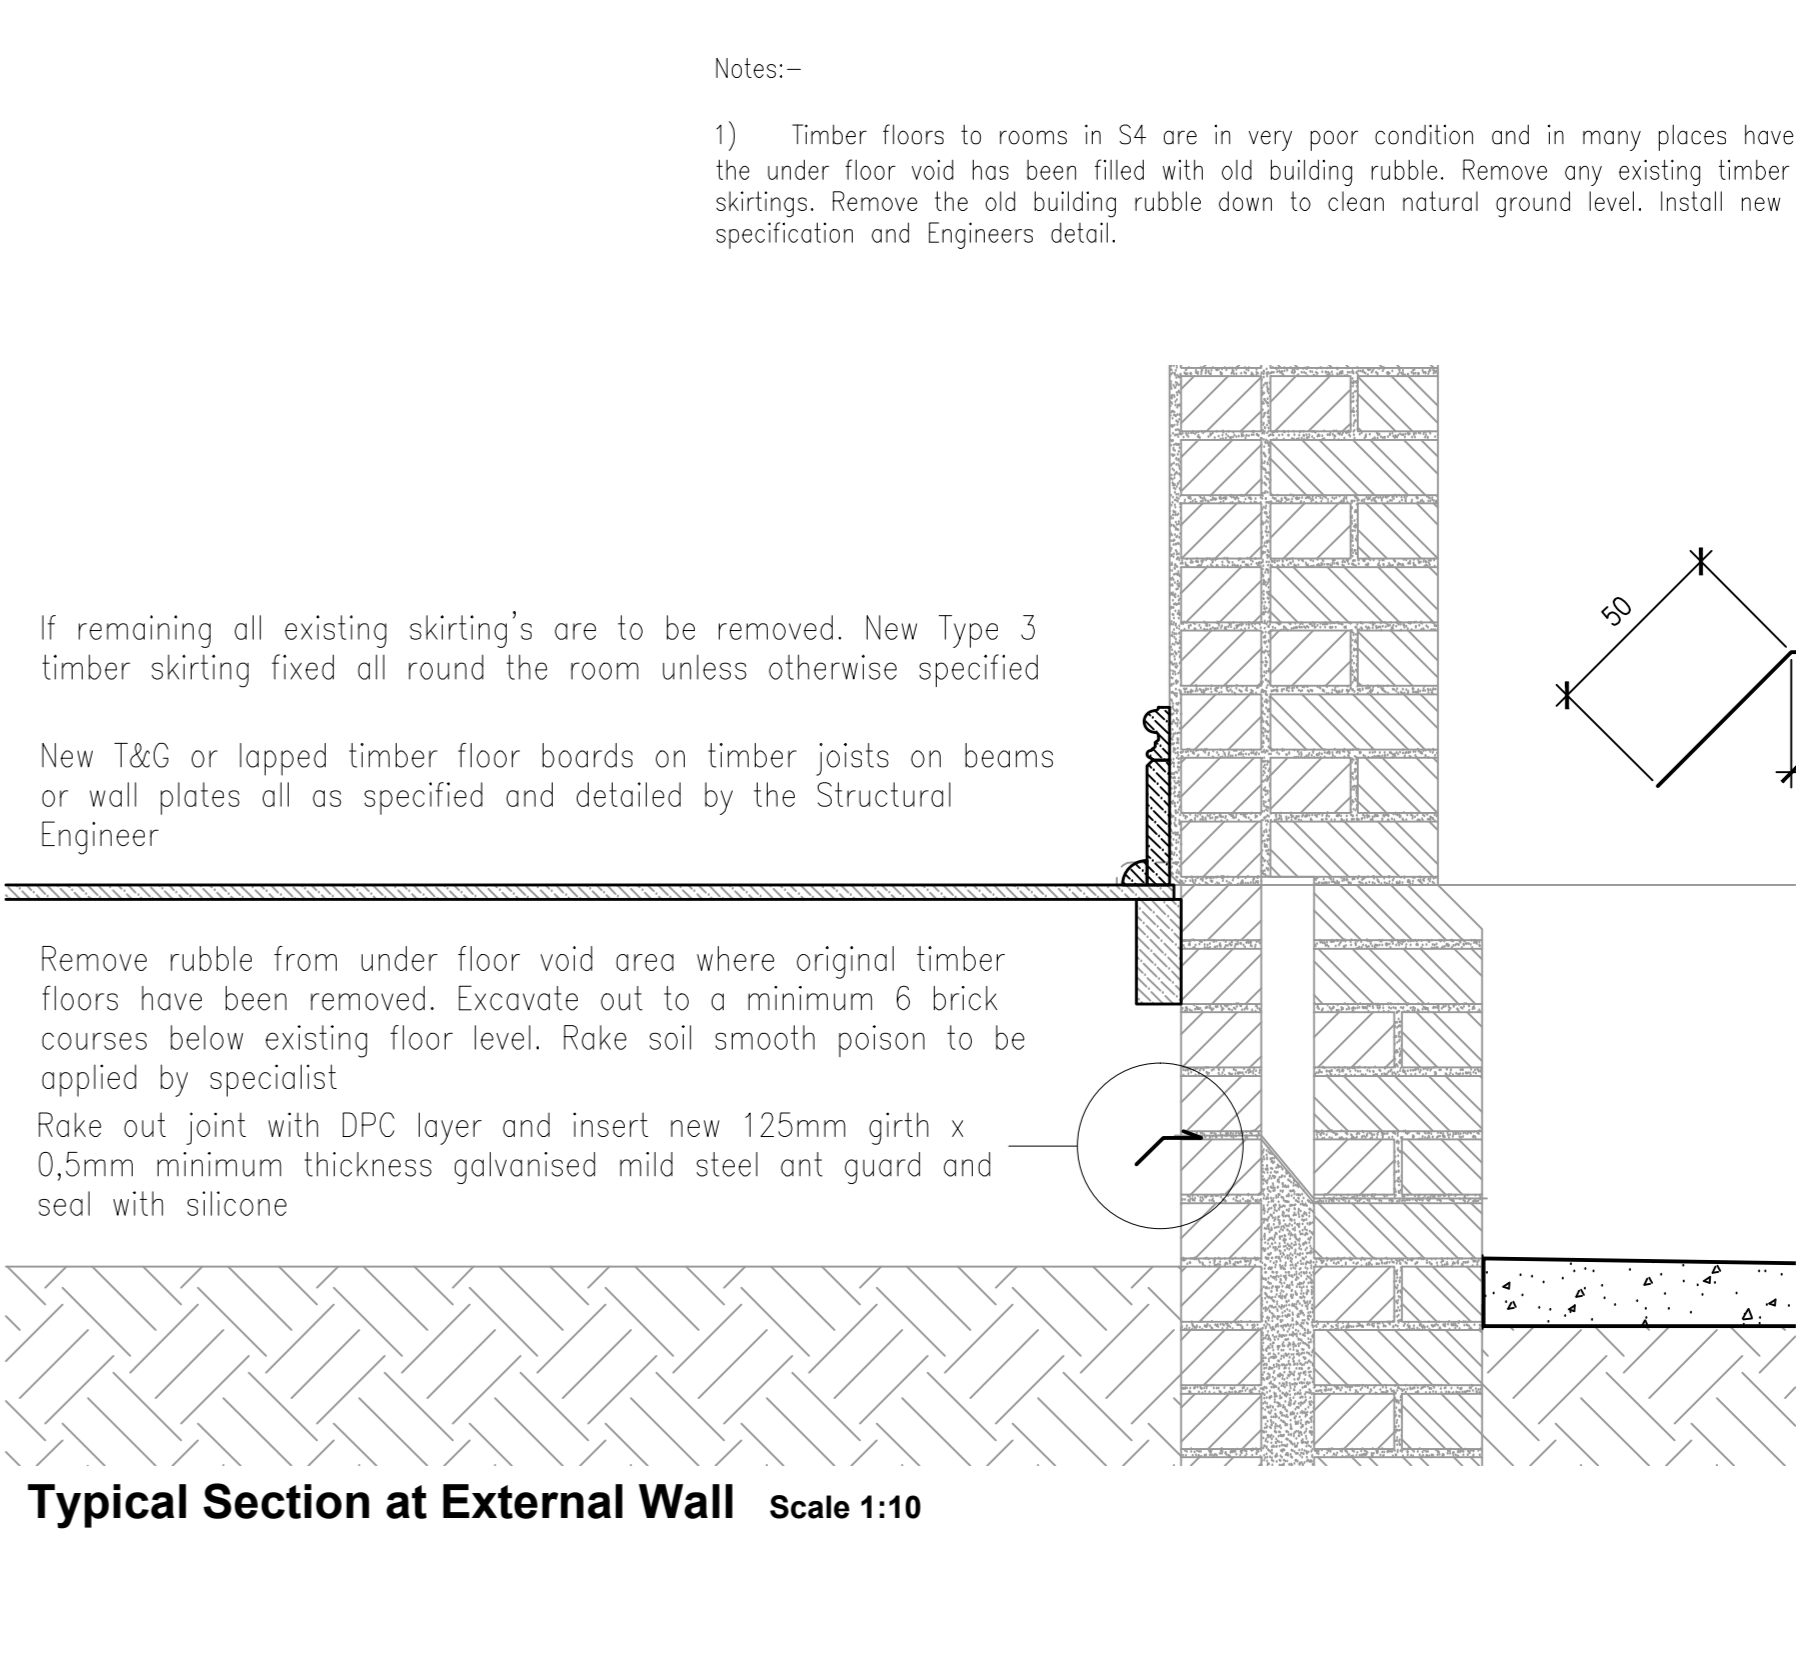 Notes:–
1) Timber floors to rooms in S4 are in very poor condition and in many places have
the under floor void has been filled with old building rubble. Remove any existing timber
skirtings. Remove the old building rubble down to clean natural ground level. Install new
specification and Engineers detail.
50
If remaining all existing skirting's are to be removed. New Type 3
timber skirting fixed all round the room unless otherwise specified
New T&G or lapped timber floor boards on timber joists on beams
or wall plates all as specified and detailed by the Structural
Engineer
Remove rubble from under floor void area where original timber
floors have been removed. Excavate out to a minimum 6 brick
courses below existing floor level. Rake soil smooth poison to be
applied by specialist
Rake out joint with DPC layer and insert new 125mm girth x
0,5mm minimum thickness galvanised mild steel ant guard and
seal with silicone
Typical Section at External Wall Scale 1:10